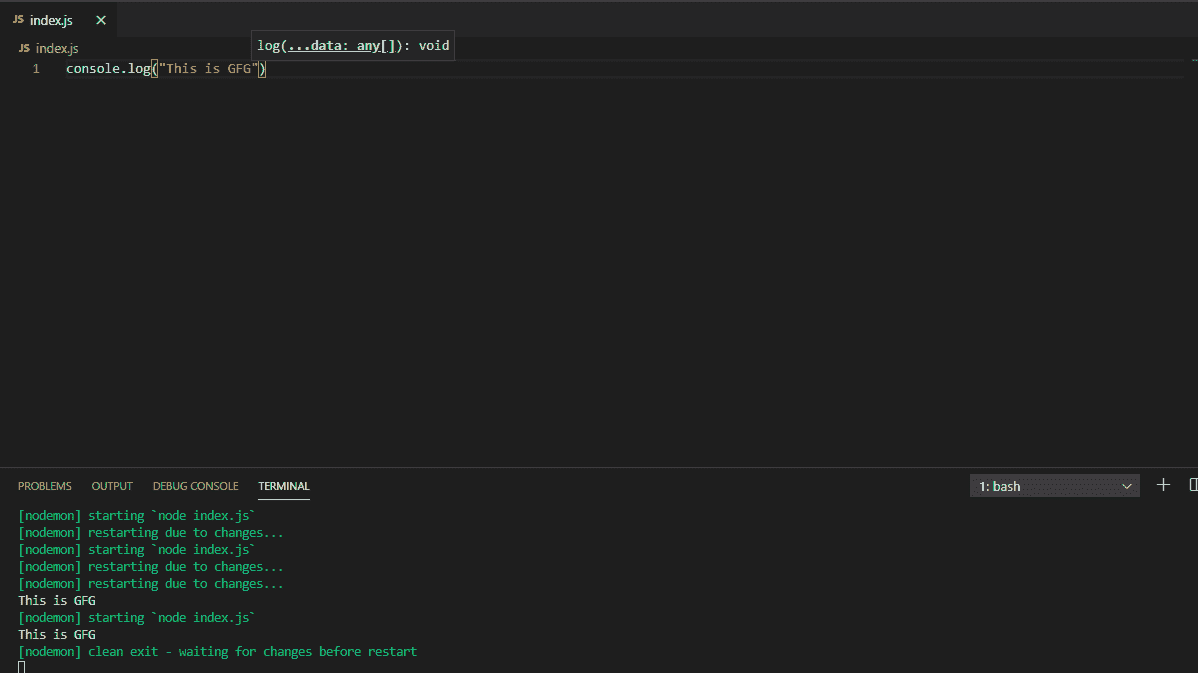 JS index.js ×
JS index.js
log(...data: any[]): void
1 console.log("This is GFG")
PROBLEMS OUTPUT DEBUG CONSOLE TERMINAL 1: bash
[nodemon] starting `node index.js`
[nodemon] restarting due to changes...
[nodemon] starting `node index.js`
[nodemon] restarting due to changes...
[nodemon] restarting due to changes...
This is GFG
[nodemon] starting `node index.js`
This is GFG
[nodemon] clean exit - waiting for changes before restart